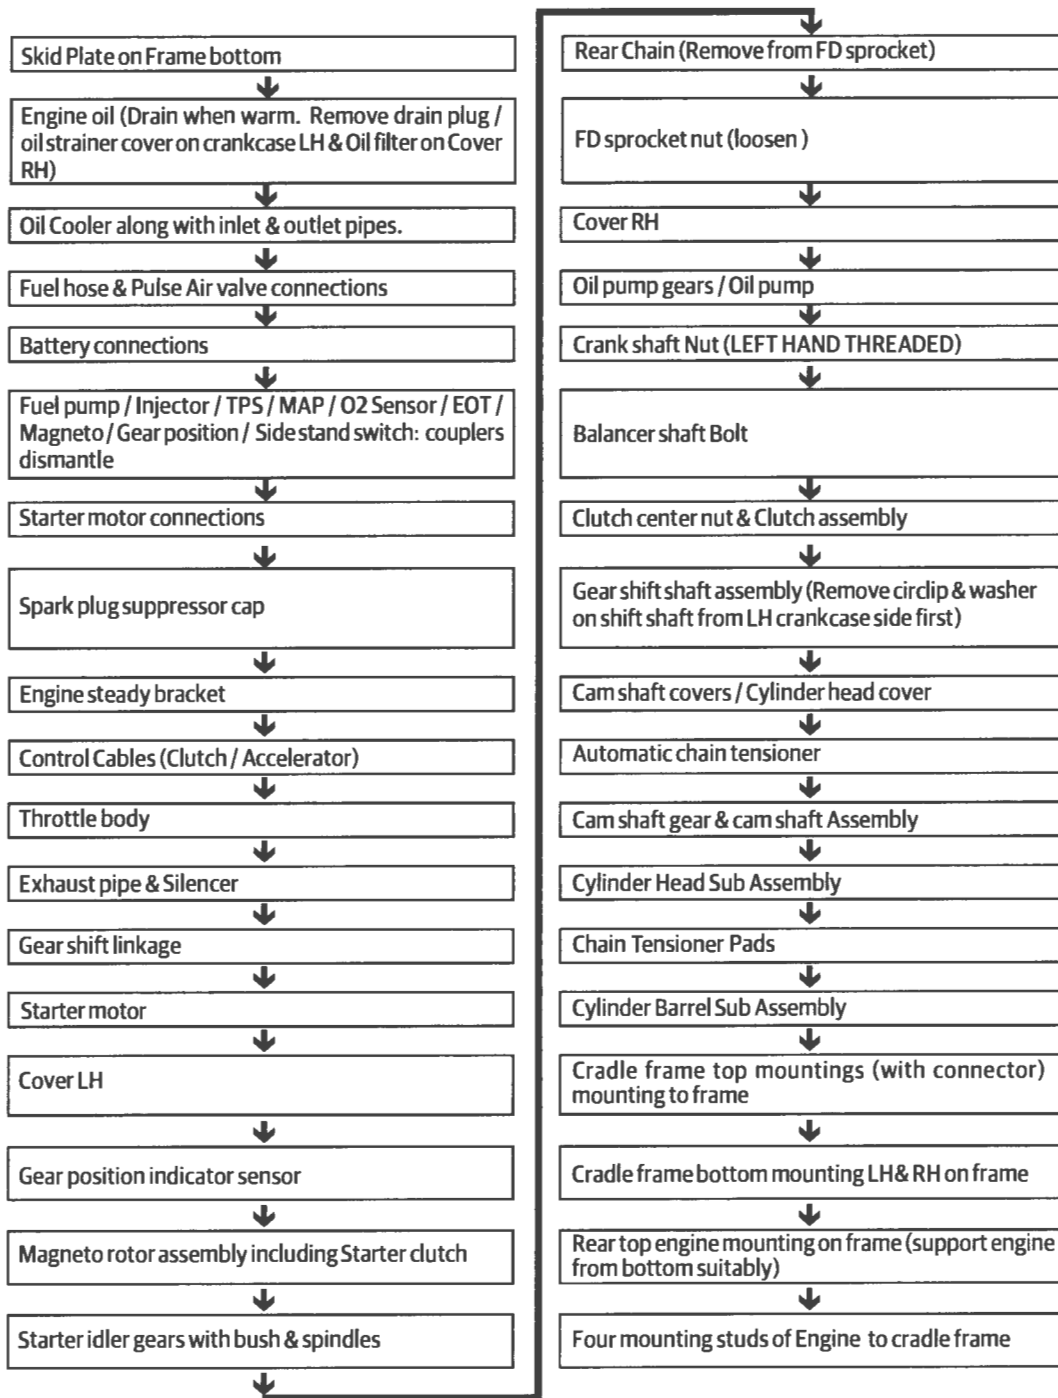 Skid Plate on Frame bottom
Engine oil (Drain when warm. Remove drain plug /
oil strainer cover on crankcase LH & Oil filter on Cover
RH)
Oil Cooler along with inlet & outlet pipes.
Fuel hose & Pulse Air valve connections
Battery connections
Fuel pump / Injector / TPS / MAP / O2 Sensor / EOT /
Magneto / Gear position / Side stand switch: couplers
dismantle
Starter motor connections
Spark plug suppressor cap
Engine steady bracket
Control Cables (Clutch / Accelerator)
Throttle body
Exhaust pipe & Silencer
Gear shift linkage
Starter motor
Cover LH
Gear position indicator sensor
Magneto rotor assembly including Starter clutch
Starter idler gears with bush & spindles
Rear Chain (Remove from FD sprocket)
FD sprocket nut (loosen )
Cover RH
Oil pump gears / Oil pump
Crank shaft Nut (LEFT HAND THREADED)
Balancer shaft Bolt
Clutch center nut & Clutch assembly
Gear shift shaft assembly (Remove circlip & washer
on shift shaft from LH crankcase side first)
Cam shaft covers / Cylinder head cover
Automatic chain tensioner
Cam shaft gear & cam shaft Assembly
Cylinder Head Sub Assembly
Chain Tensioner Pads
Cylinder Barrel Sub Assembly
Cradle frame top mountings (with connector)
mounting to frame
Cradle frame bottom mounting LH& RH on frame
Rear top engine mounting on frame (support engine
from bottom suitably)
Four mounting studs of Engine to cradle frame